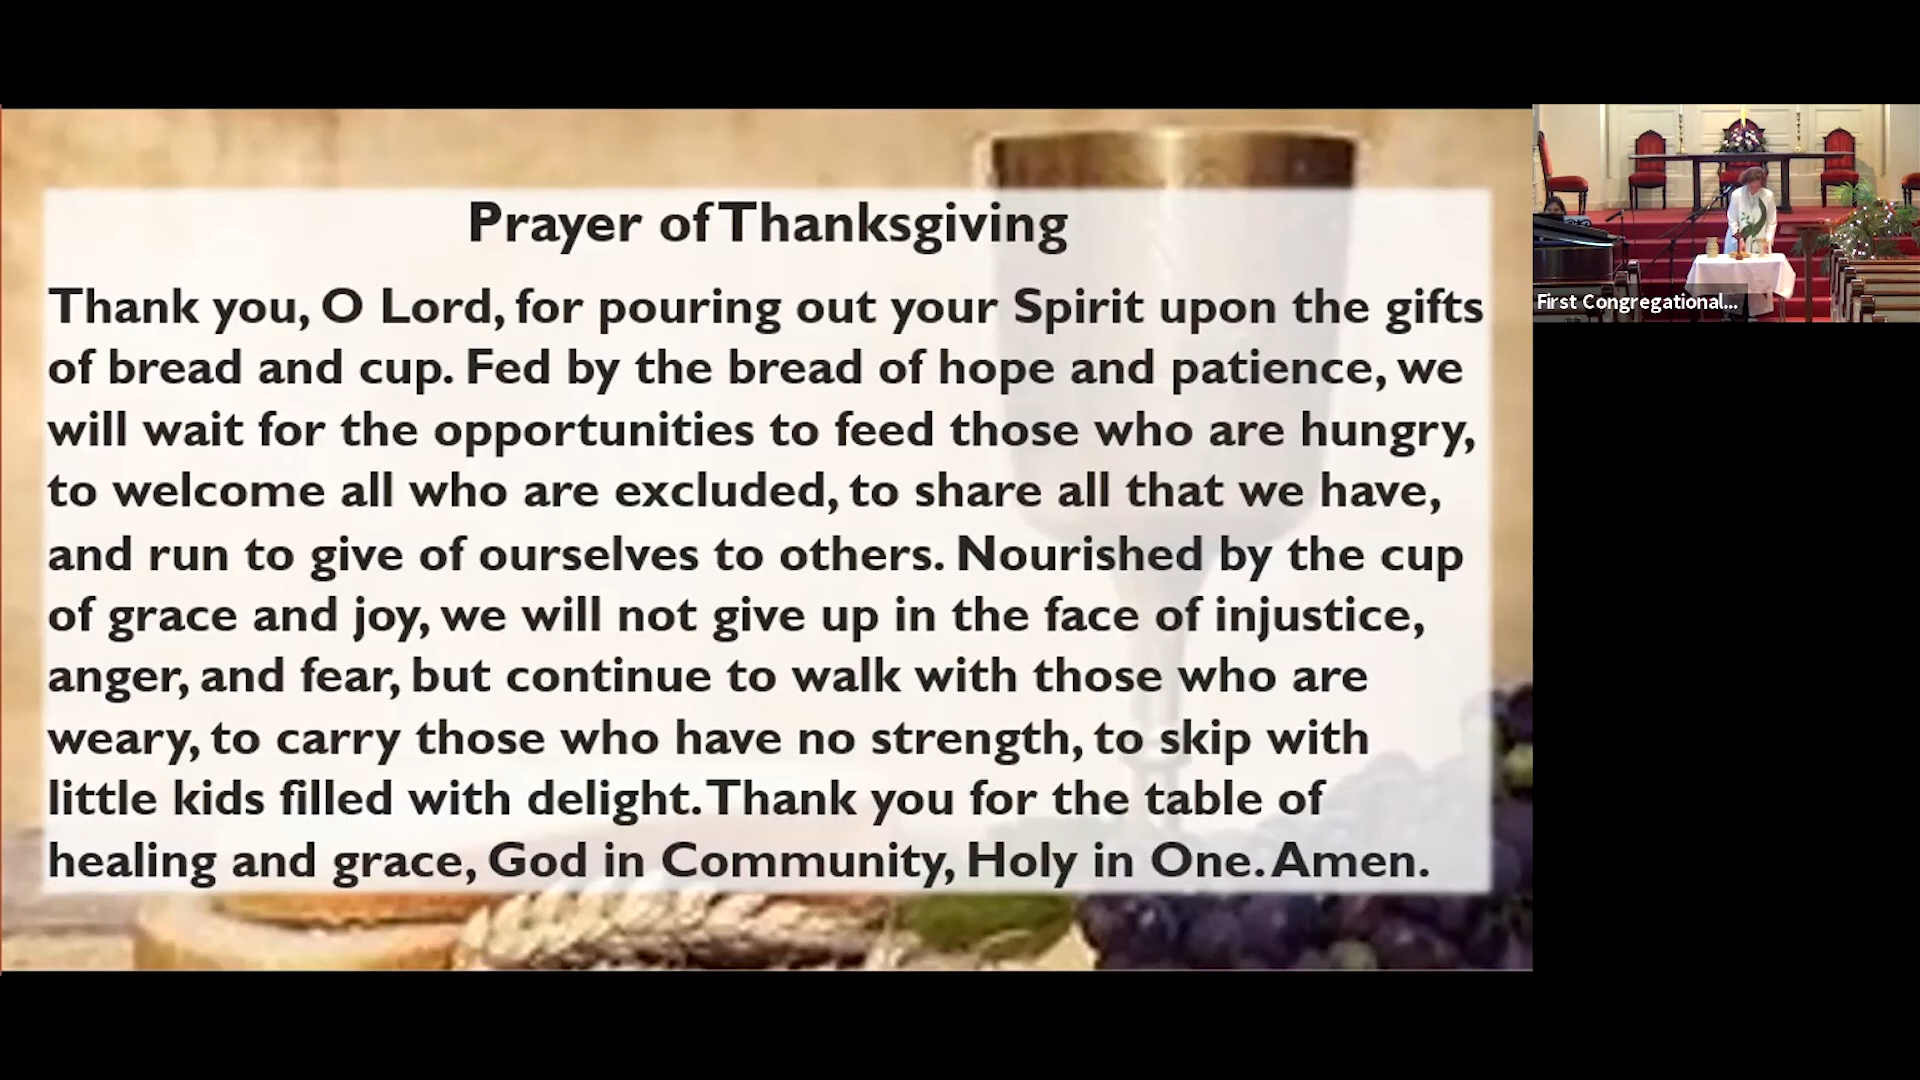 Prayer of Thanksgiving
Thank you, O Lord, for pouring out your Spirit upon the gifts
of bread and cup. Fed by the bread of hope and patience, we
will wait for the opportunities to feed those who are hungry,
to welcome all who are excluded, to share all that we have,
and run to give of ourselves to others. Nourished by the cup
of grace and joy, we will not give up in the face of injustice,
anger, and fear, but continue to walk with those who are
weary, to carry those who have no strength, to skip with
little kids filled with delight. Thank you for the table of
healing and grace, God in Community, Holy in One. Amen.
First Congregational...